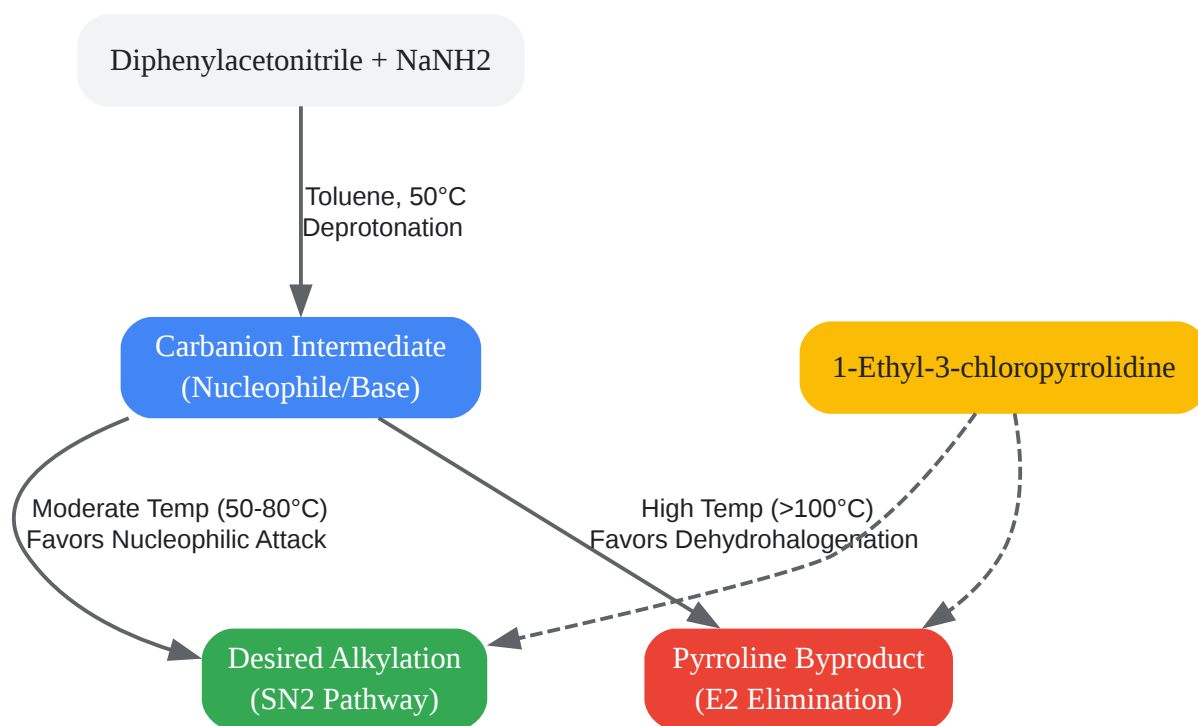 Diphenylacetonitrile + NaNH2
Toluene, 50°C
Deprotonation
Carbanion Intermediate
(Nucleophile/Base)
1-Ethyl-3-chloropyrrolidine
Moderate Temp (50-80°C)
Favors Nucleophilic Attack
High Temp (>100°C)
Favors Dehydrohalogenation
Desired Alkylation
(SN2 Pathway)
Pyrroline Byproduct
(E2 Elimination)